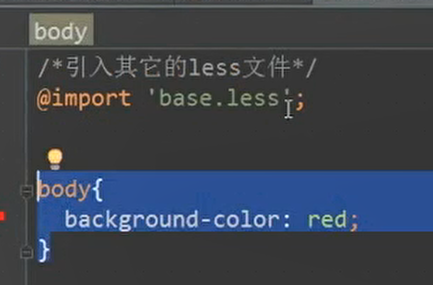 body
/*引入其它的less文件*/
@import 'base.less';
body{
background-color: red;
}